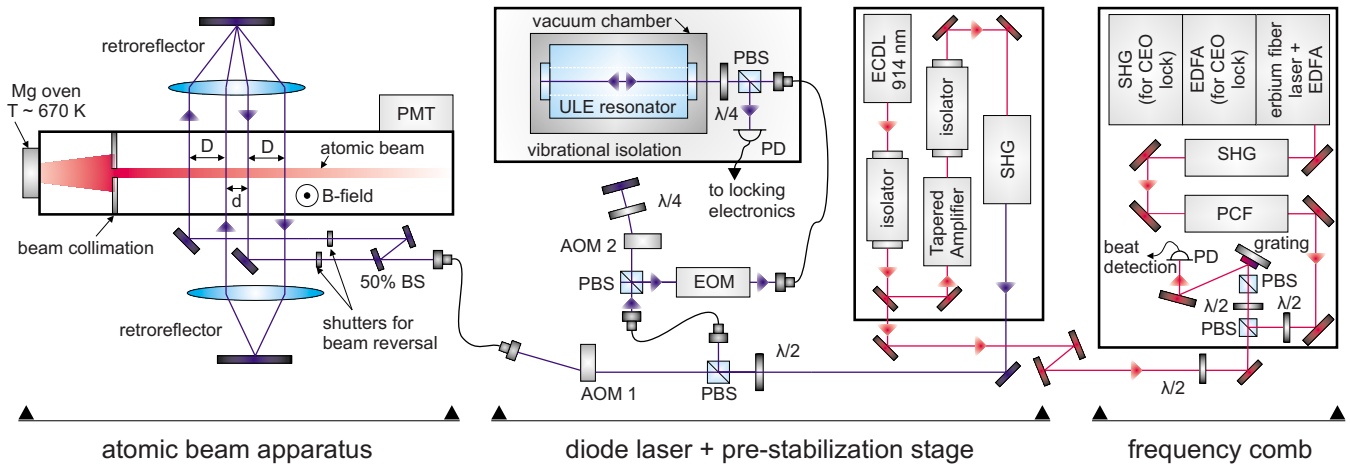 retroreflector
Mg oven
T ~ 670 K
PMT
D
D
atomic beam
d
B-field
beam collimation
50% BS
retroreflector
shutters for
beam reversal
atomic beam apparatus
vacuum chamber
PBS
ULE resonator
λ/4
vibrational isolation
PD
to locking
electronics
λ/4
AOM 2
PBS
EOM
AOM 1
PBS
λ/2
ECDL
914 nm
isolator
isolator
Tapered
Amplifier
SHG
diode laser + pre-stabilization stage
SHG
(for CEO
lock)
EDFA
(for CEO
lock)
erbium fiber
laser +
EDFA
SHG
PCF
beat
detection
PD
grating
PBS
λ/2
λ/2
PBS
λ/2
frequency comb